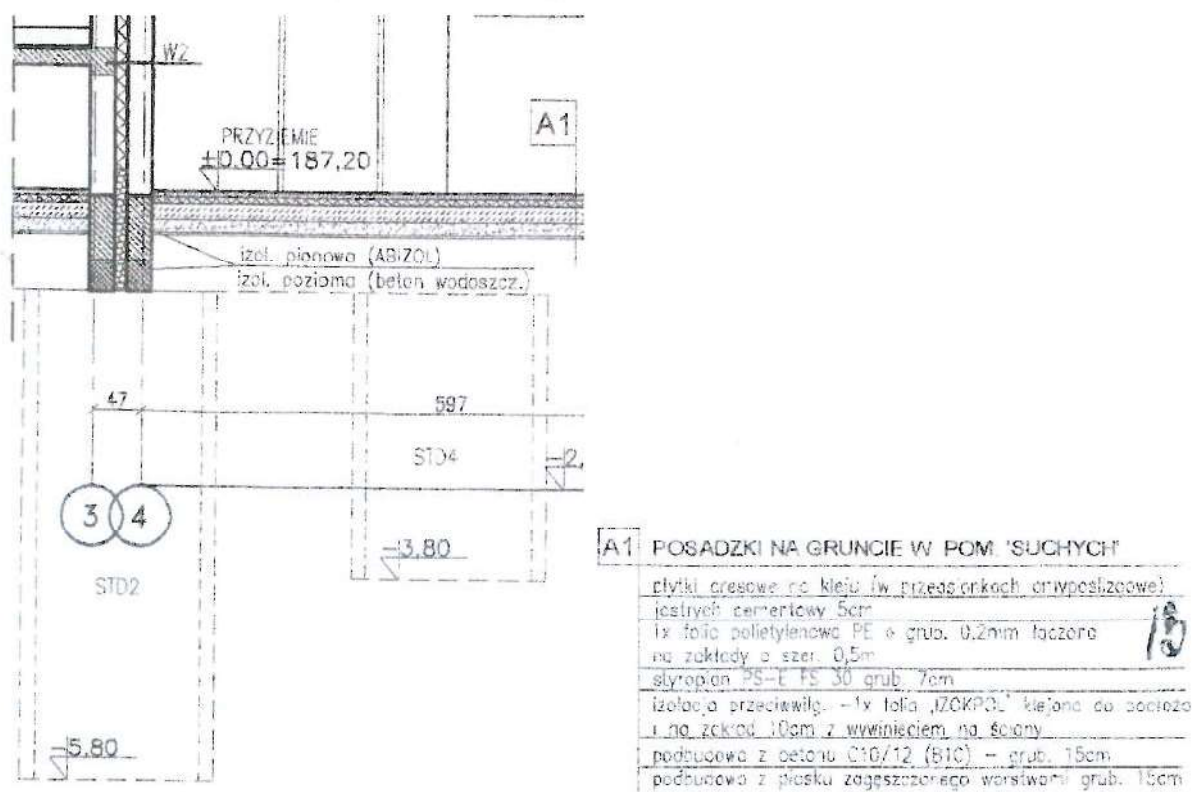 W2
A1
PRZYZIEMIE
±0.00=187,20
izol. pionowa (ABIZOL)
izol. pozioma (beton wodoszcz.)
47
597
STD4
-2,
3
4
-3,80
STD2
-5,80
A1 POSADZKI NA GRUNCIE W POM. "SUCHYCH"
płytki gresowe na kleju (w przedsionkach antypoślizgowe)
jastrych cementowy 5cm
1x folia polietylenowa PE o grub. 0,2mm łączona
na zakłady o szer. 0,5m
styropian PS-E FS 30 grub. 7cm
izolacja przeciwwilg. -1x folia „IZOKPOL" klejona do podłoża
i na zakład 10cm z wywinięciem na ściany
podbudowa z betonu C10/12 (B10) - grub. 15cm
podbudowa z piasku zagęszczonego warstwami grub. 15cm